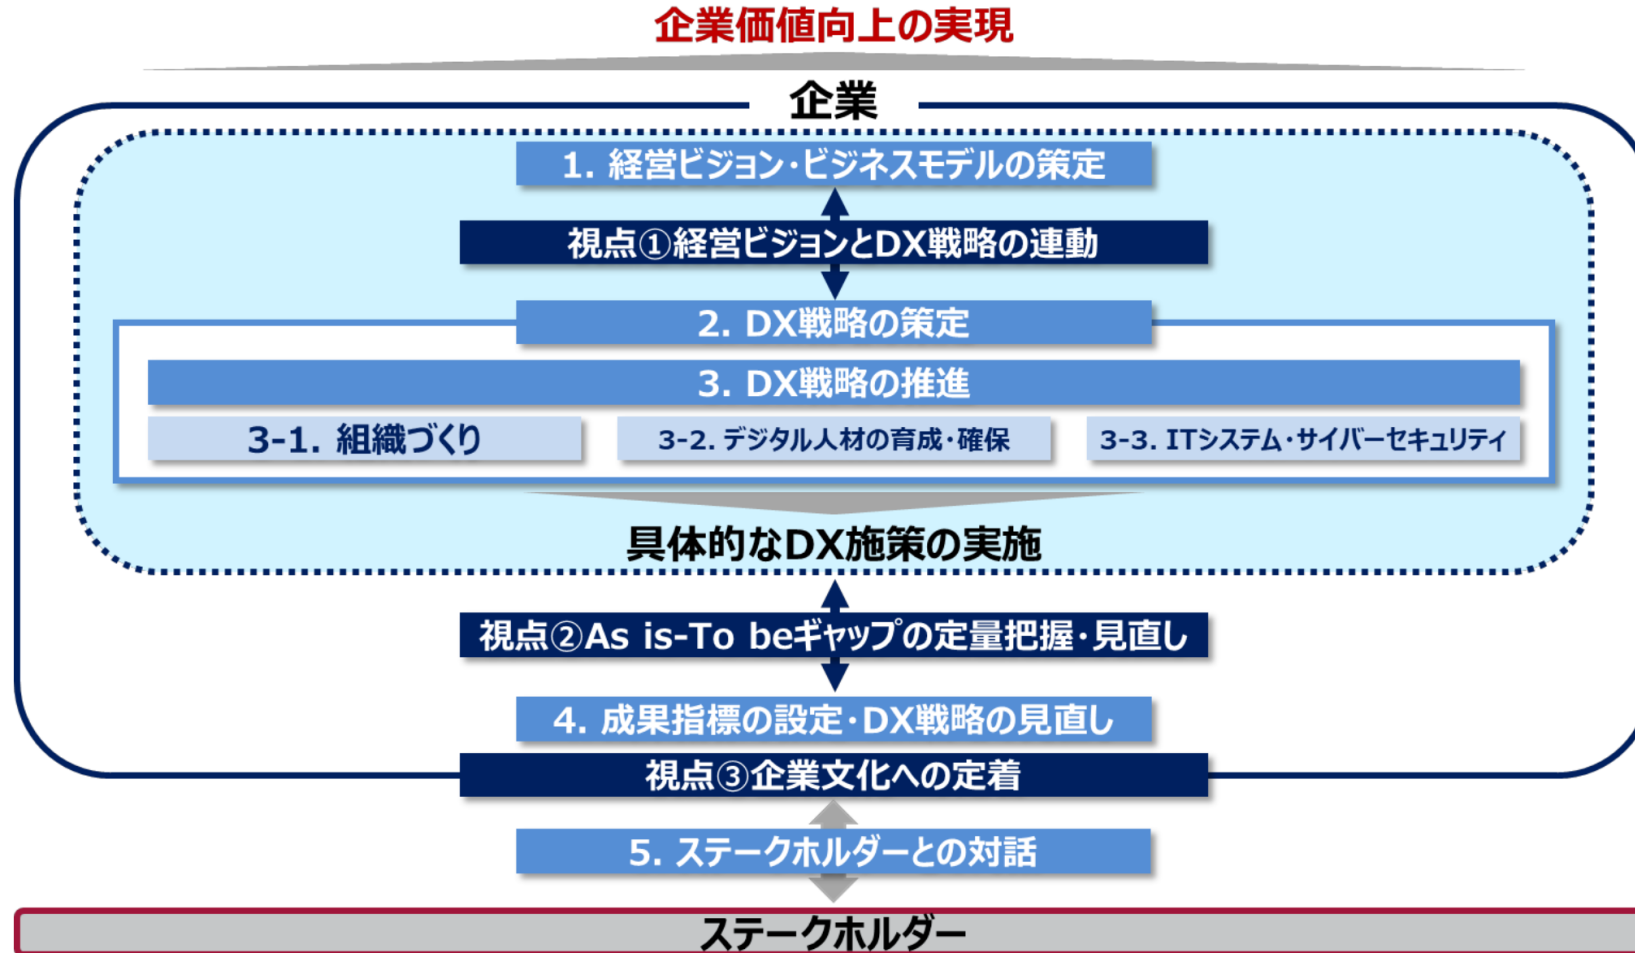 企業価値向上の実現
企業
1. 経営ビジョン・ビジネスモデルの策定
視点①経営ビジョンとDX戦略の連動
2. DX戦略の策定
3. DX戦略の推進
3-1. 組織づくり
3-2. デジタル人材の育成・確保
3-3. ITシステム・サイバーセキュリティ
具体的なDX施策の実施
視点②As is-To beギャップの定量把握・見直し
4. 成果指標の設定・DX戦略の見直し
視点③企業文化への定着
5. ステークホルダーとの対話
ステークホルダー